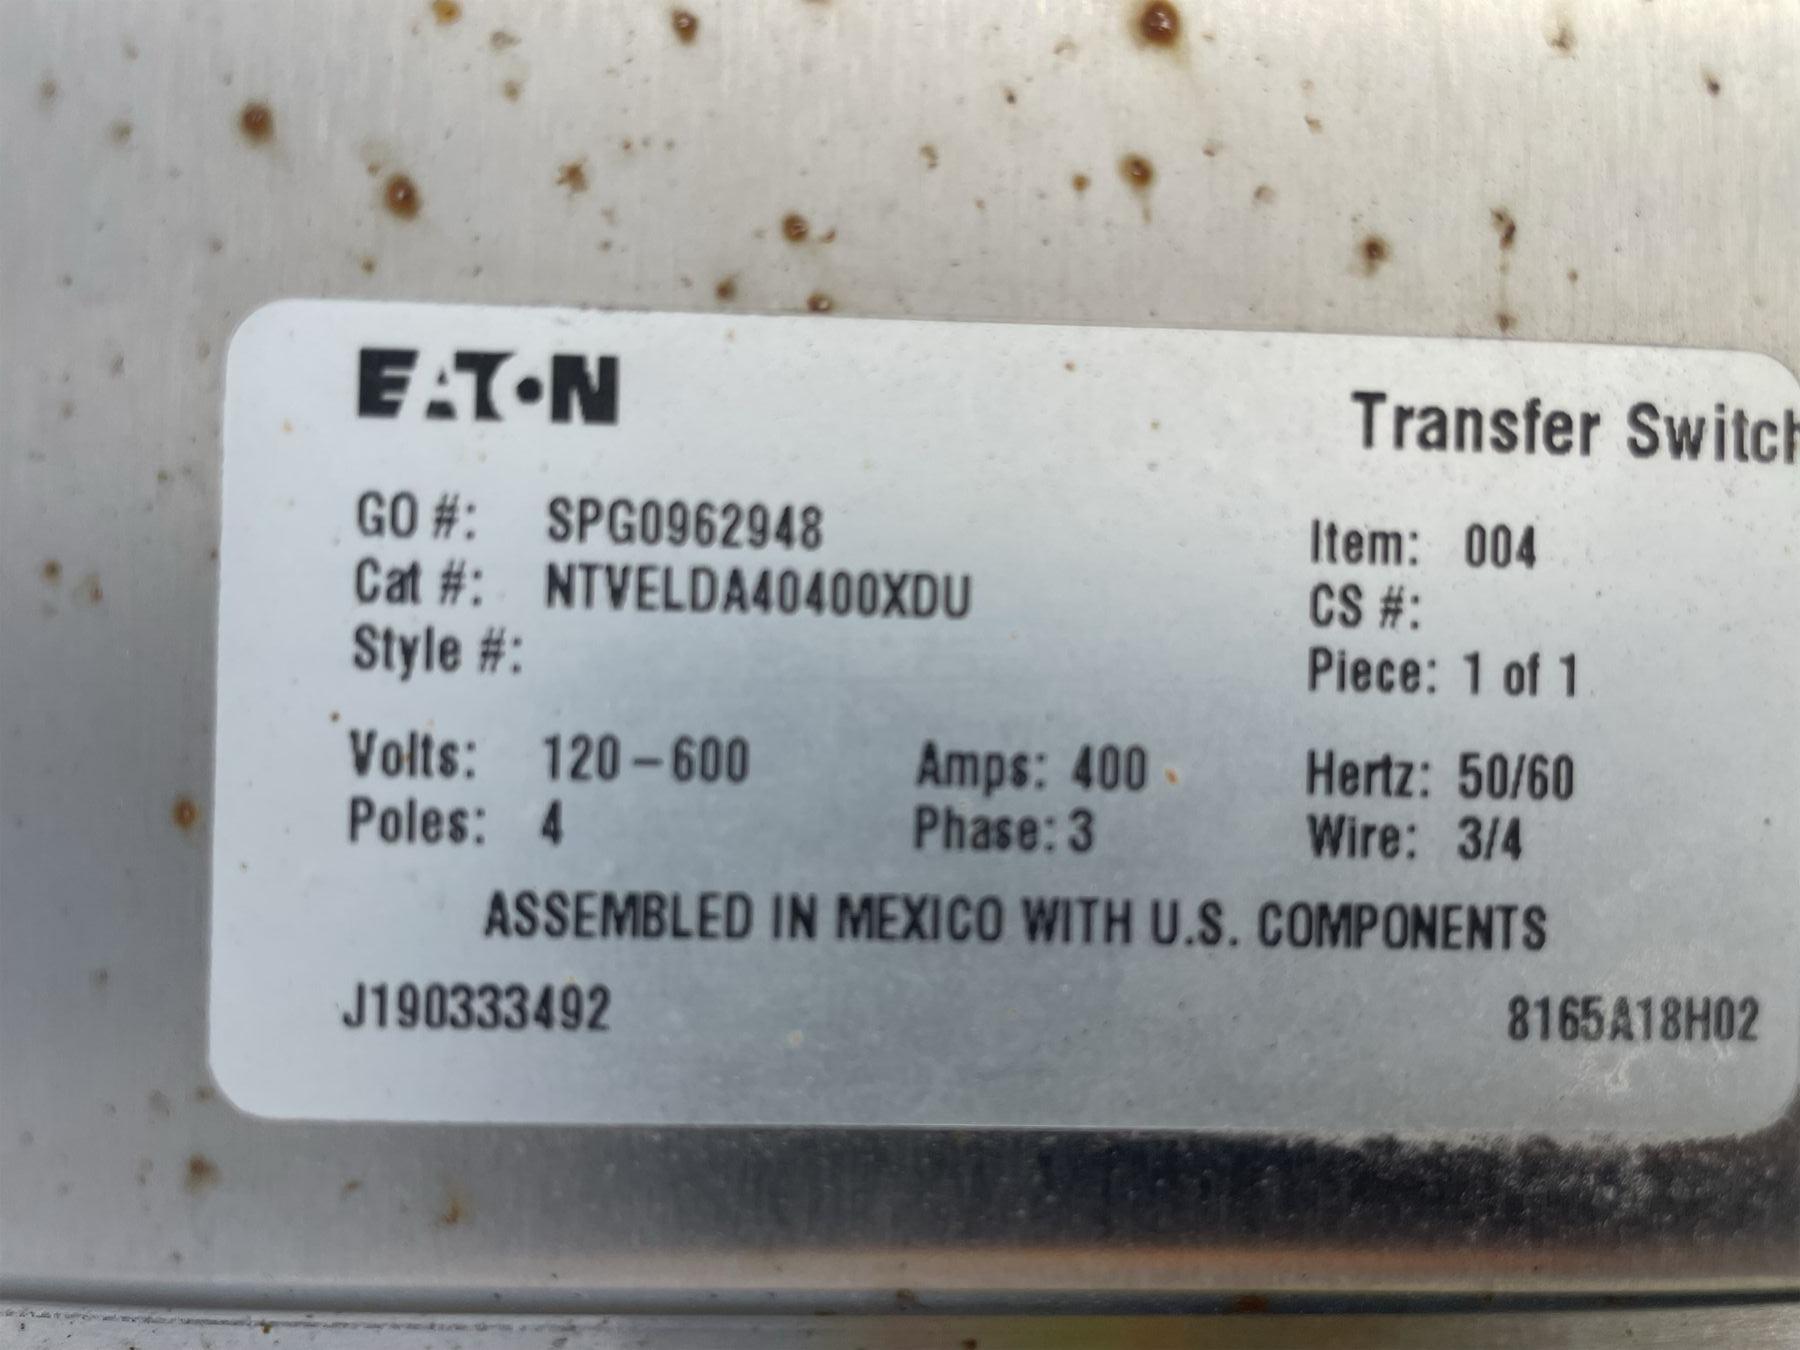 EATON
Transfer Switch
GO #: SPG0962948
Item: 004
Cat #: NTVELDA40400XDU
CS #:
Style #:
Piece: 1 of 1
Volts: 120-600 Amps: 400 Hertz: 50/60
Poles: 4 Phase: 3 Wire: 3/4
ASSEMBLED IN MEXICO WITH U.S. COMPONENTS
J190333492 8165A18H02